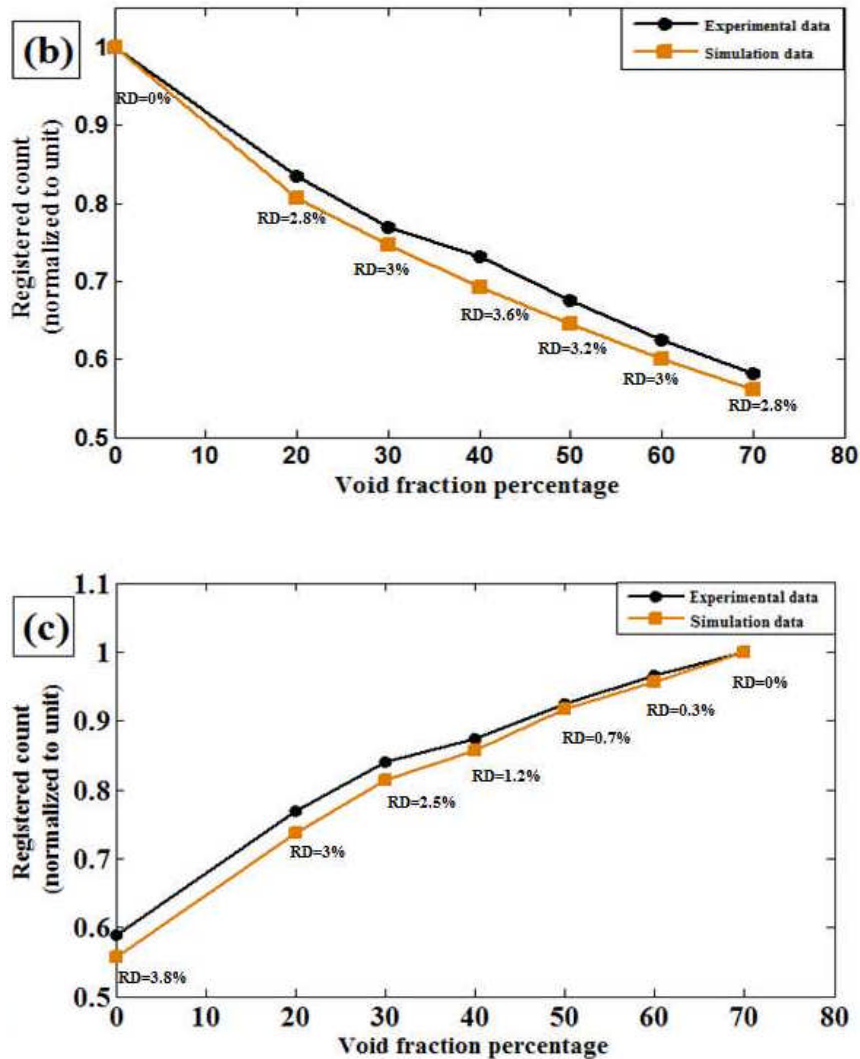 (b)
Experimental data
Simulation data
1
0.9
0.8
0.7
0.6
0.5
RD=0%
RD=2.8%
RD=3%
RD=3.6%
RD=3.2%
RD=3%
RD=2.8%
Registered count
(normalized to unit)
0 10 20 30 40 50 60 70 80
Void fraction percentage
(c)
Experimental data
Simulation data
1.1
1
0.9
0.8
0.7
0.6
0.5
RD=0%
RD=0.3%
RD=0.7%
RD=1.2%
RD=2.5%
RD=3%
RD=3.8%
Registered count
(normalized to unit)
0 10 20 30 40 50 60 70 80
Void fraction percentage